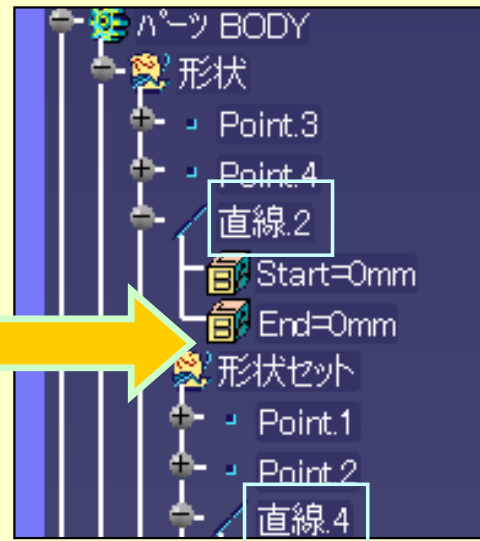 ﾊﾟｰツ BODY
形状
Point.3
Point.4
直線.2
Start=0mm
End=0mm
形状セット
Point.1
Point.2
直線.4